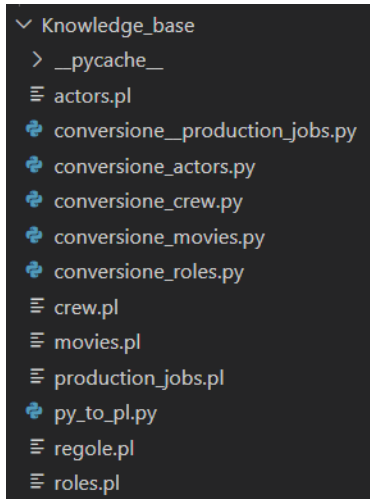 Knowledge_base
__pycache__
actors.pl
conversione__production_jobs.py
conversione_actors.py
conversione_crew.py
conversione_movies.py
conversione_roles.py
crew.pl
movies.pl
production_jobs.pl
py_to_pl.py
regole.pl
roles.pl